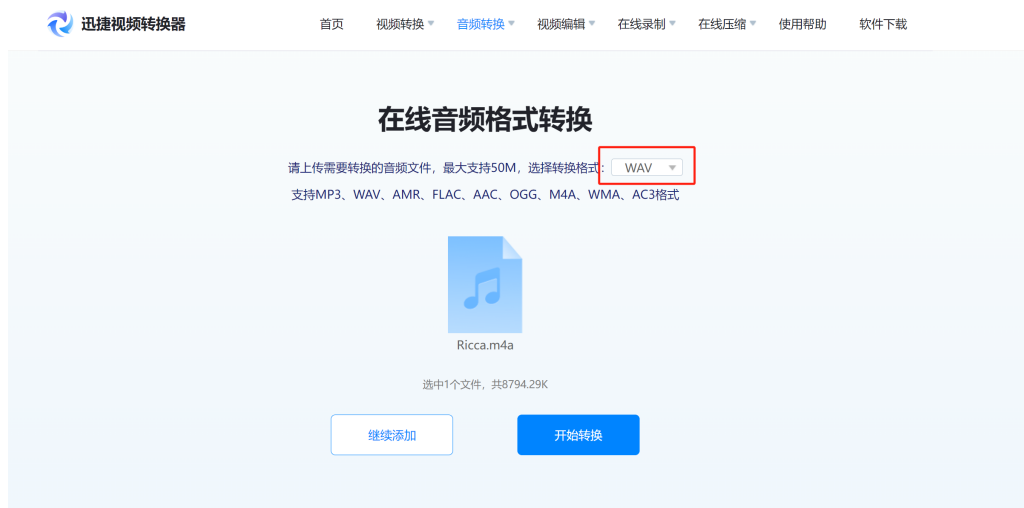 迅捷视频转换器 首页 视频转换 音频转换 视频编辑 在线录制 在线压缩 使用帮助 软件下载
在线音频格式转换
请上传需要转换的音频文件，最大支持50M，选择转换格式: WAV
支持MP3、WAV、AMR、FLAC、AAC、OGG、M4A、WMA、AC3格式
Ricca.m4a
选中1个文件，共8794.29K
继续添加 开始转换